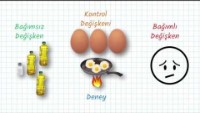 Kontrol
Değişkeni
Bağımsız
Değişken
Bağımlı
Değişken
Deney